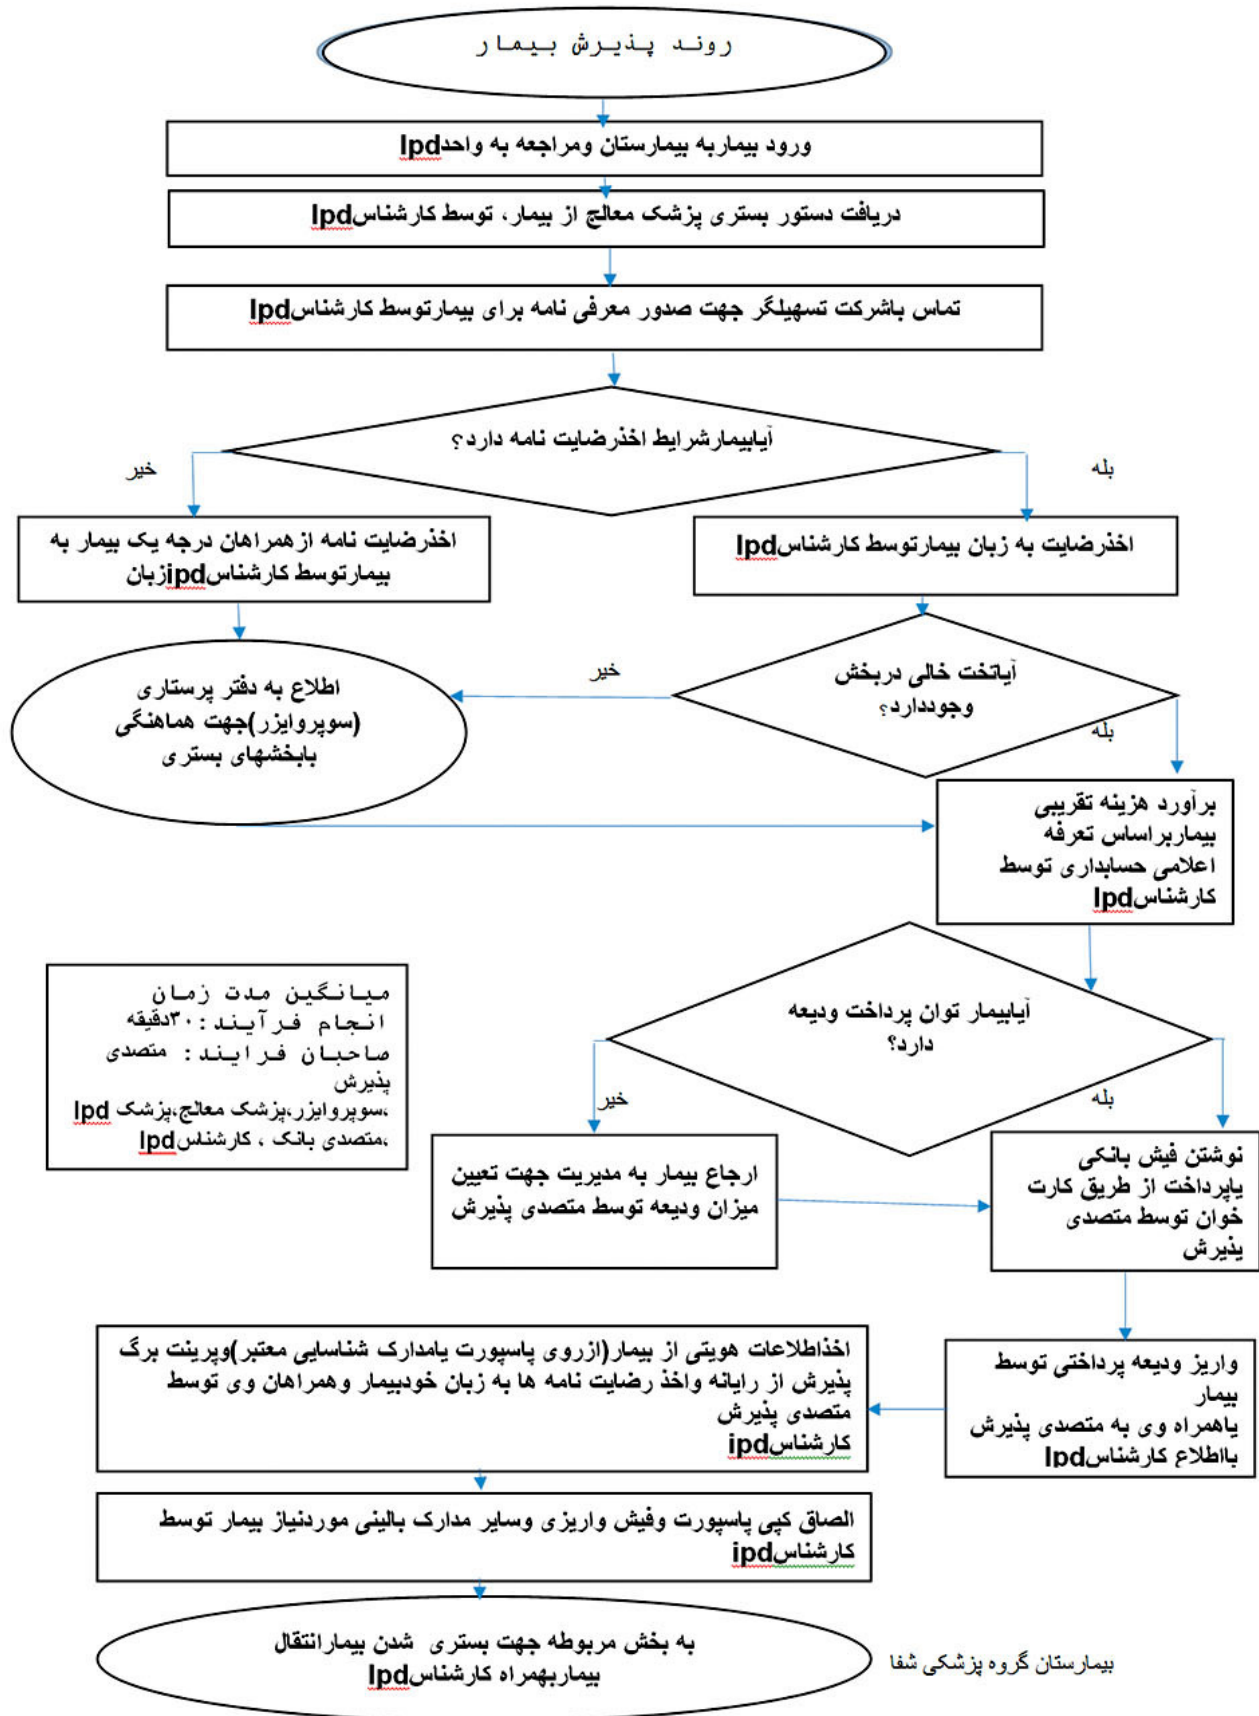 روند پذیرش بیمار
ورود بیماربه بیمارستان ومراجعه به واحدIpd
دریافت دستور بستری پزشک معالج از بیمار، توسط کارشناسIpd
تماس باشرکت تسهیلگر جهت صدور معرفی نامه برای بیمارتوسط کارشناسIpd
آیابیمارشرایط اخذرضایت نامه دارد؟
خیر
بله
اخذرضایت نامه ازهمراهان درجه یک بیمار به
بیمارتوسط کارشناسipdزبان
اخذرضایت به زبان بیمارتوسط کارشناسIpd
آیاتخت خالی دربخش
وجوددارد؟
خیر
بله
اطلاع به دفتر پرستاری
(سوپروایزر)جهت هماهنگی
بابخشهای بستری
برآورد هزینه تقریبی
بیماربراساس تعرفه
اعلامی حسابداری توسط
کارشناسIpd
میانگین مدت زمان
انجام فرآیند:۳۰دقیقه
صاحبان فرایند: متصدی
پذیرش
،سوپروایزر،پزشک معالج،پزشک Ipd
،متصدی بانک ، کارشناسIpd
آیابیمار توان پرداخت ودیعه
دارد؟
خیر
بله
ارجاع بیمار به مدیریت جهت تعیین
میزان ودیعه توسط متصدی پذیرش
نوشتن فیش بانکی
یاپرداخت از طریق کارت
خوان توسط متصدی
پذیرش
واریز ودیعه پرداختی توسط
بیمار
یاهمراه وی به متصدی پذیرش
بااطلاع کارشناسIpd
اخذاطلاعات هویتی از بیمار(ازروی پاسپورت یامدارک شناسایی معتبر)وپرینت برگ
پذیرش از رایانه واخذ رضایت نامه ها به زبان خودبیمار وهمراهان وی توسط
متصدی پذیرش
کارشناسipd
الصاق کپی پاسپورت وفیش واریزی وسایر مدارک بالینی موردنیاز بیمار توسط
کارشناسipd
به بخش مربوطه جهت بستری شدن بیمارانتقال
بیماربهمراه کارشناسIpd
بیمارستان گروه پزشکی شفا